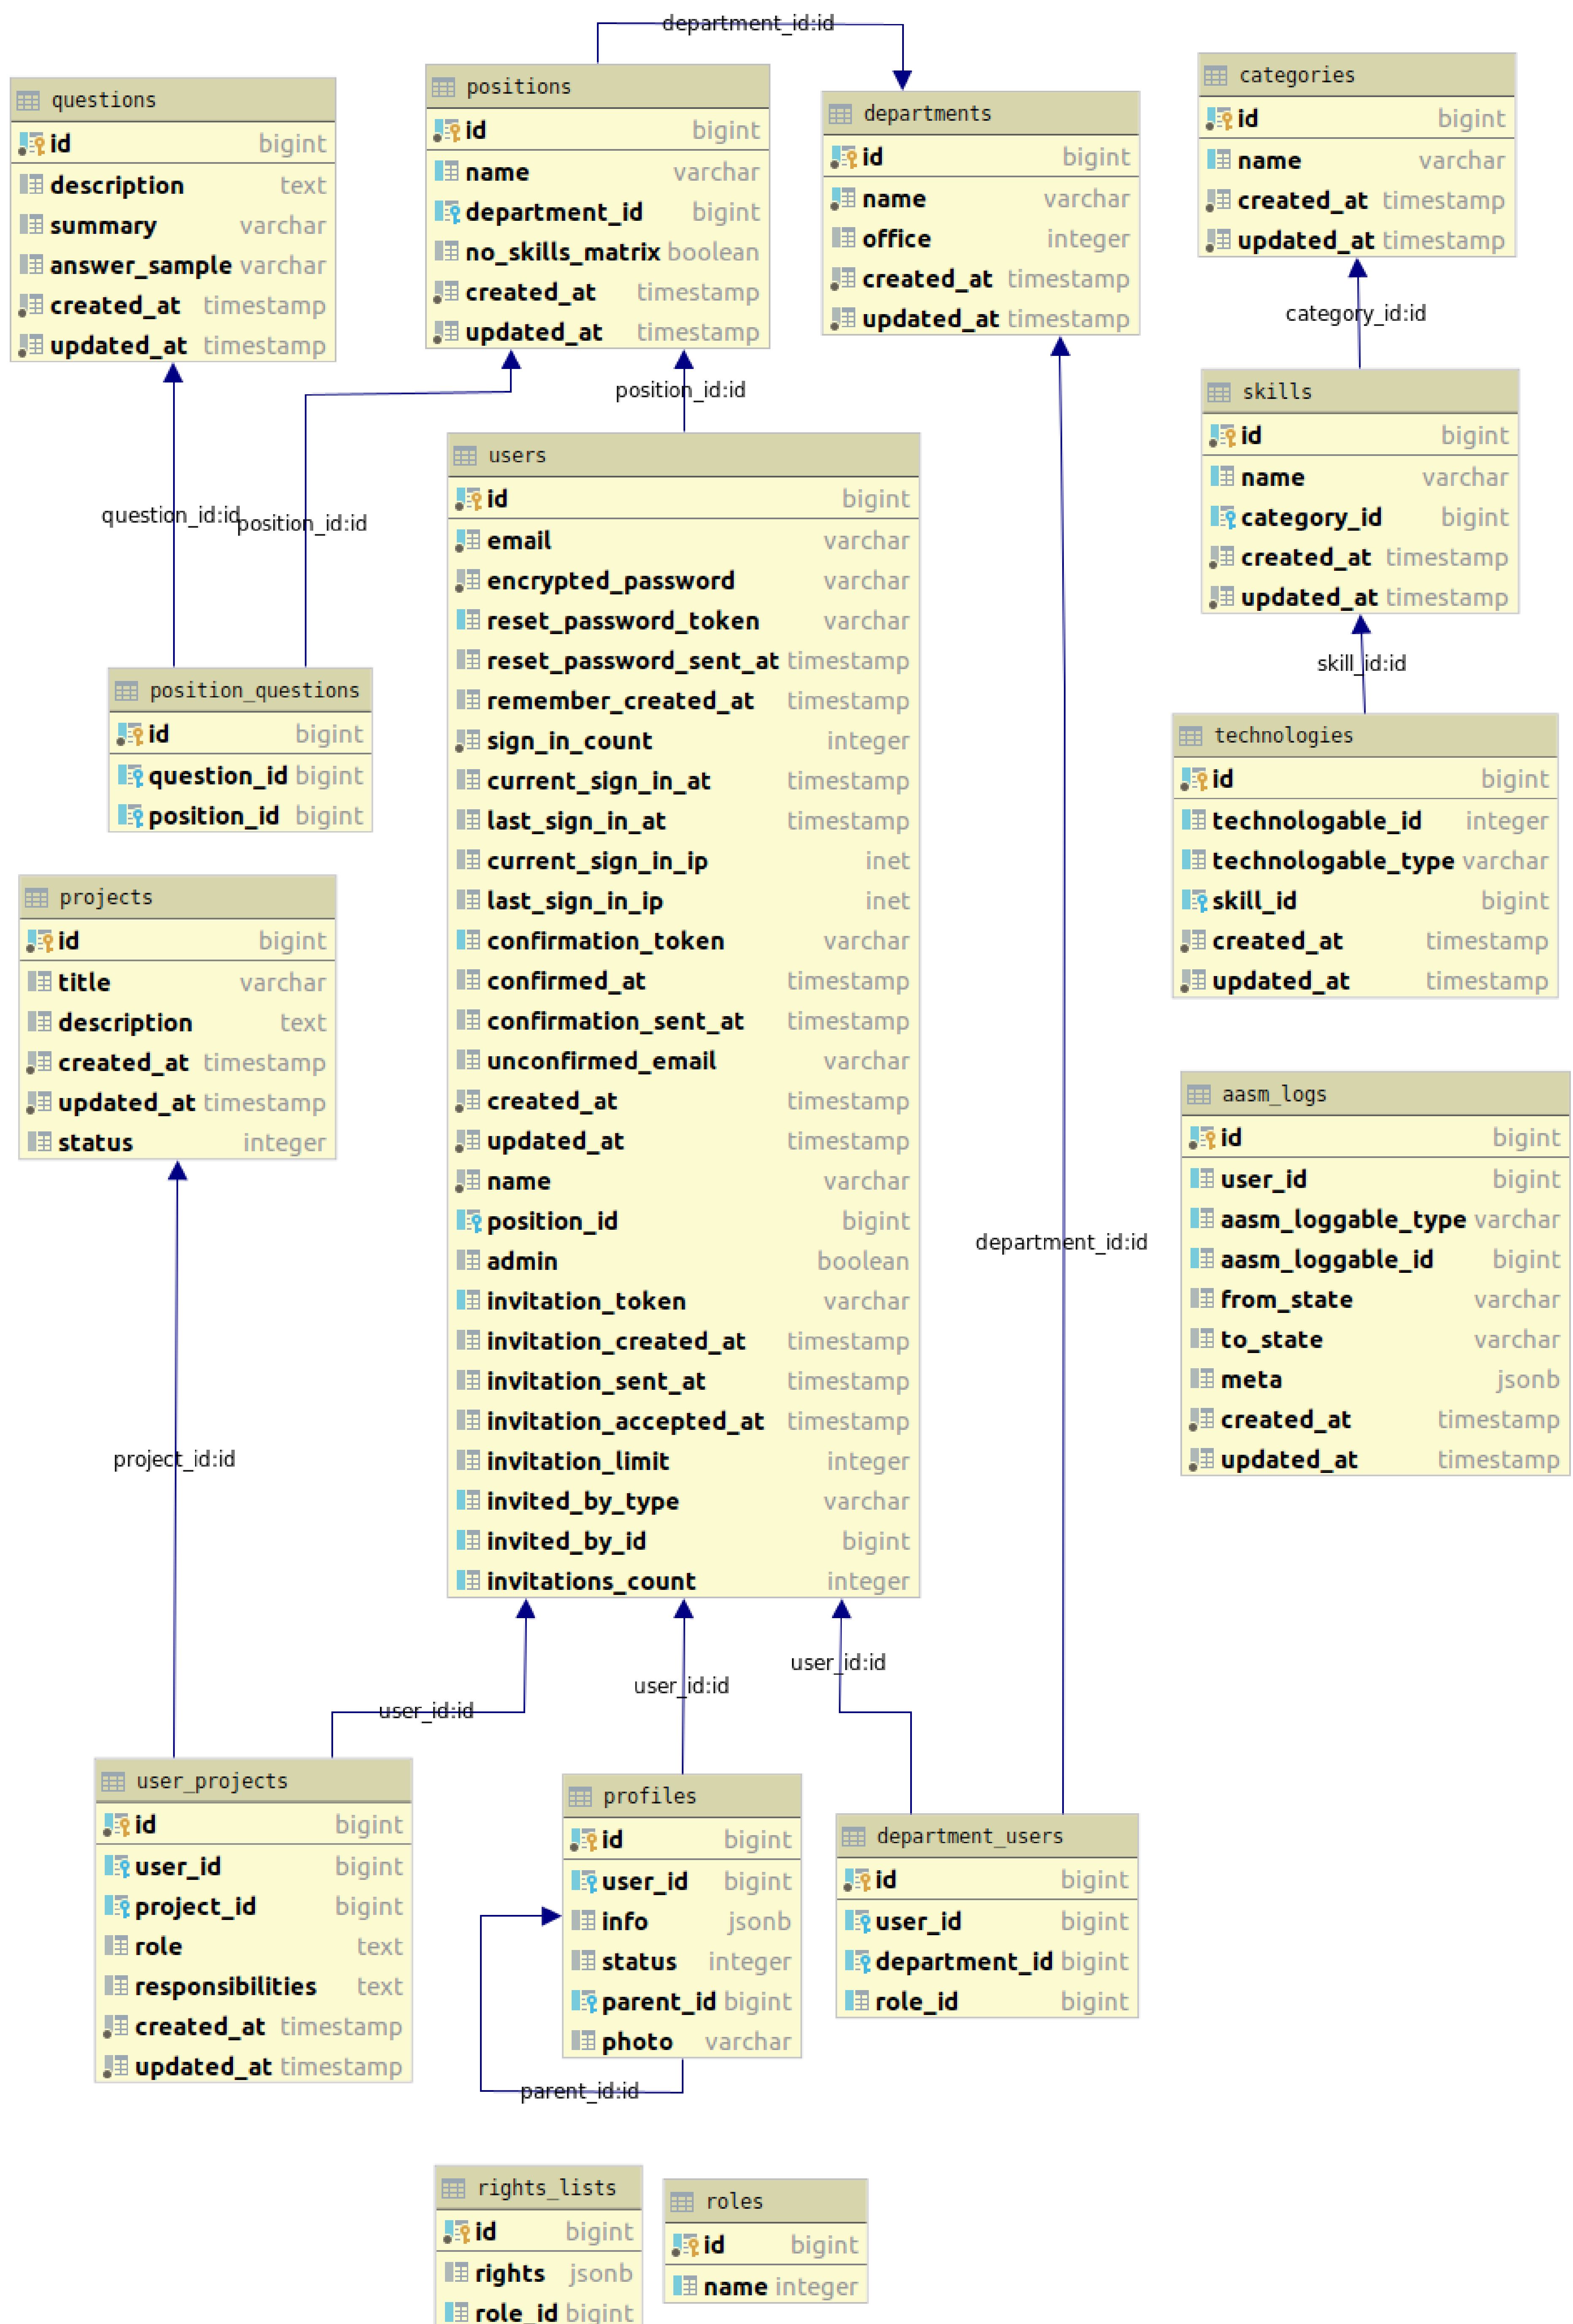 department_id:id
questions
id bigint
description text
summary varchar
answer_sample varchar
created_at timestamp
updated_at timestamp
positions
id bigint
name varchar
department_id bigint
no_skills_matrix boolean
created_at timestamp
updated_at timestamp
departments
id bigint
name varchar
office integer
created_at timestamp
updated_at timestamp
categories
id bigint
name varchar
created_at timestamp
updated_at timestamp
category_id:id
position_id:id
question_id:id
position_id:id
skills
id bigint
name varchar
category_id bigint
created_at timestamp
updated_at timestamp
skill_id:id
users
id bigint
email varchar
encrypted_password varchar
reset_password_token varchar
reset_password_sent_at timestamp
remember_created_at timestamp
sign_in_count integer
current_sign_in_at timestamp
last_sign_in_at timestamp
current_sign_in_ip inet
last_sign_in_ip inet
confirmation_token varchar
confirmed_at timestamp
confirmation_sent_at timestamp
unconfirmed_email varchar
created_at timestamp
updated_at timestamp
name varchar
position_id bigint
admin boolean
invitation_token varchar
invitation_created_at timestamp
invitation_sent_at timestamp
invitation_accepted_at timestamp
invitation_limit integer
invited_by_type varchar
invited_by_id bigint
invitations_count integer
position_questions
id bigint
question_id bigint
position_id bigint
technologies
id bigint
technologable_id integer
technologable_type varchar
skill_id bigint
created_at timestamp
updated_at timestamp
projects
id bigint
title varchar
description text
created_at timestamp
updated_at timestamp
status integer
aasm_logs
id bigint
user_id bigint
aasm_loggable_type varchar
aasm_loggable_id bigint
from_state varchar
to_state varchar
meta jsonb
created_at timestamp
updated_at timestamp
department_id:id
project_id:id
user_id:id
user_id:id
user_id:id
user_projects
id bigint
user_id bigint
project_id bigint
role text
responsibilities text
created_at timestamp
updated_at timestamp
profiles
id bigint
user_id bigint
info jsonb
status integer
parent_id bigint
photo varchar
parent_id:id
department_users
id bigint
user_id bigint
department_id bigint
role_id bigint
rights_lists
id bigint
rights jsonb
role_id bigint
roles
id bigint
name integer